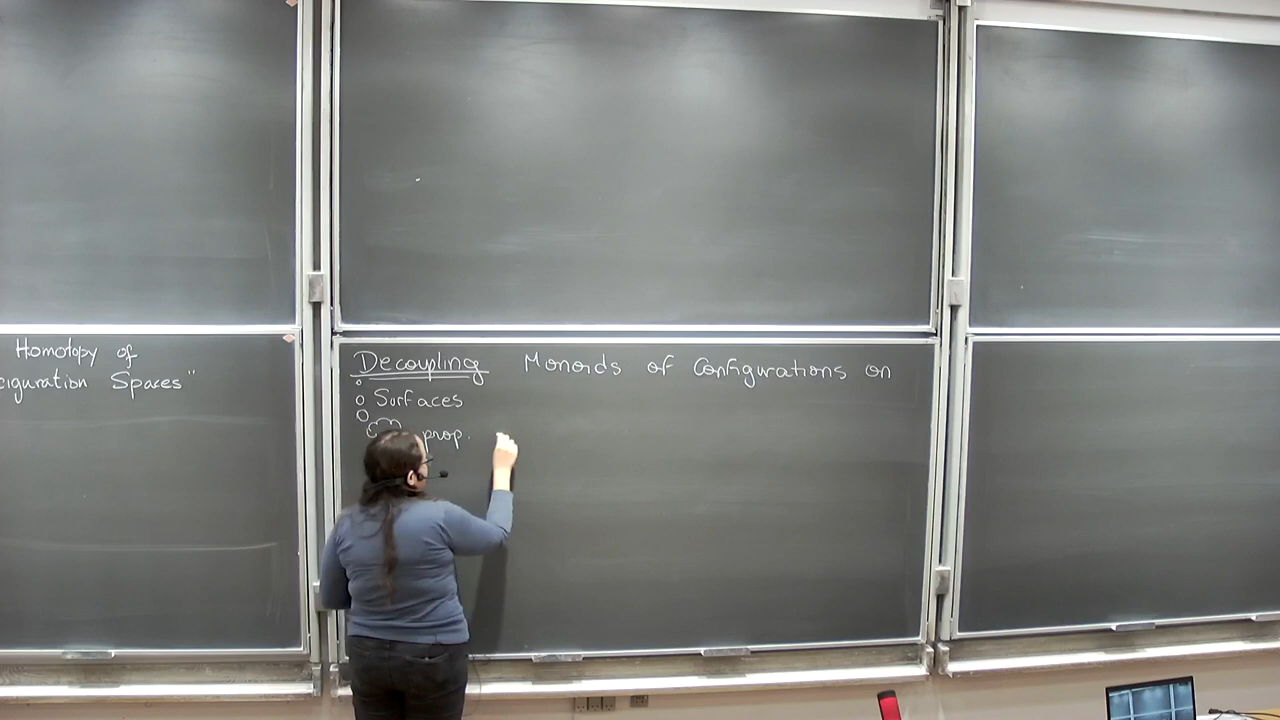 Homotopy of
figuration Spaces"
Decoupling Monoids of Configurations on
Surfaces
prop.